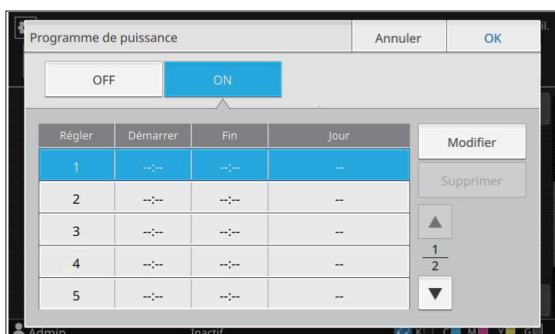 Programme de puissance
Annuler
OK
OFF
ON
Régler Démarrer Fin Jour
1 --:-- --:-- --
2 --:-- --:-- --
3 --:-- --:-- --
4 --:-- --:-- --
5 --:-- --:-- --
Modifier
Supprimer
1
2
Admin Inactif K C M Y G